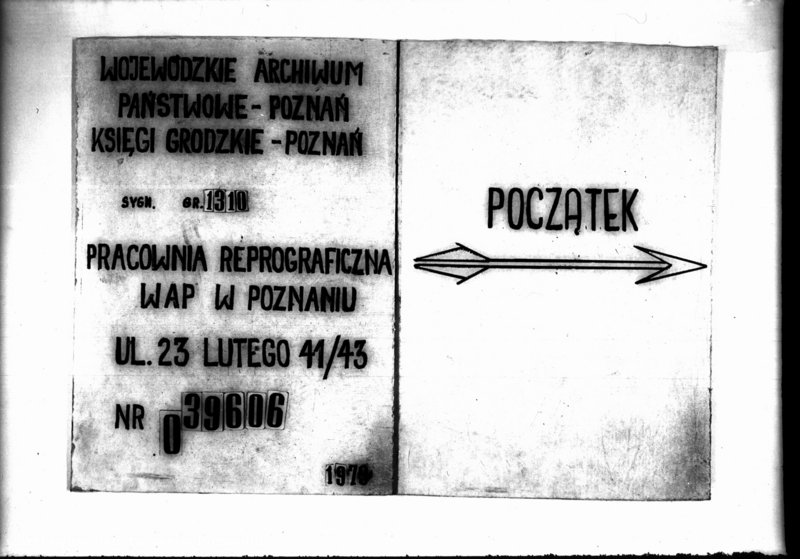 WOJEWÓDZKIE ARCHIWUM
PAŃSTWOWE - POZNAŃ
KSIĘGI GRODZKIE - POZNAŃ
SYGN. GR. 1310
PRACOWNIA REPROGRAFICZNA
WAP W POZNANIU
UL. 23 LUTEGO 41/43
NR 039606
POCZĄTEK